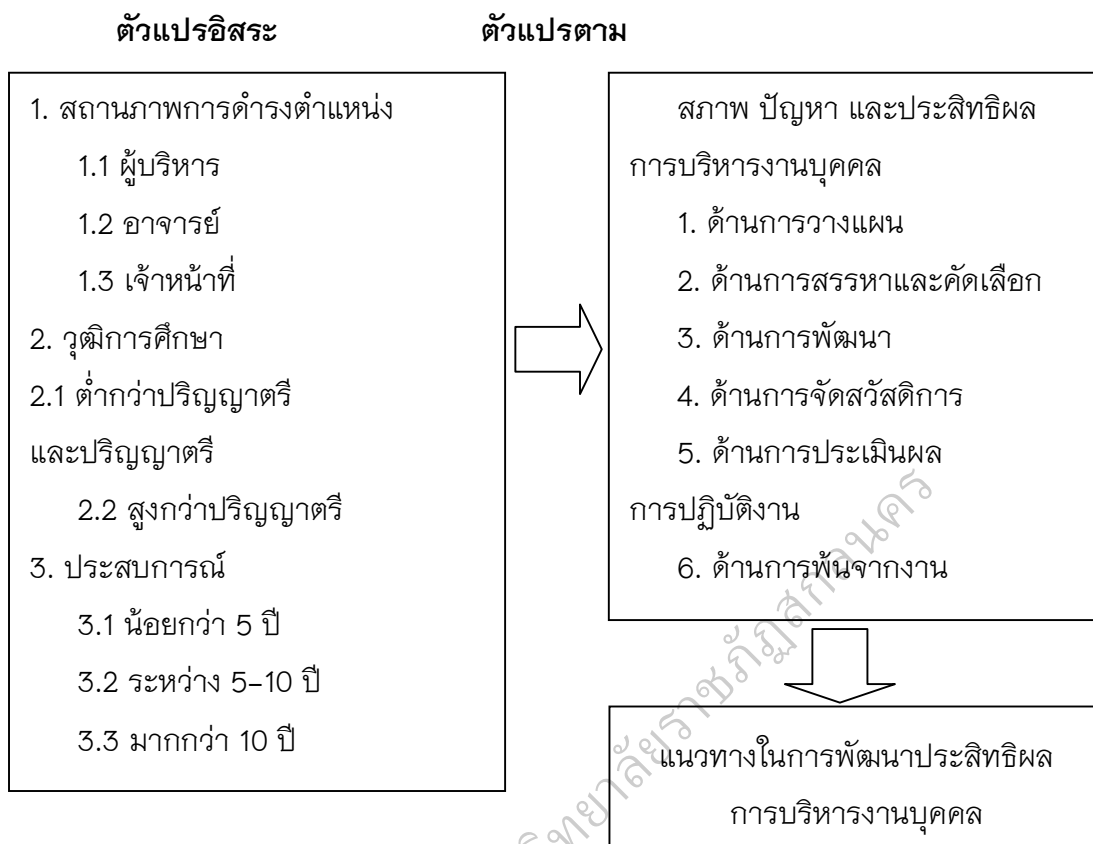 ตัวแปรอิสระ
ตัวแปรตาม
1. สถานภาพการดำรงตำแหน่ง
1.1 ผู้บริหาร
1.2 อาจารย์
1.3 เจ้าหน้าที่
2. วุฒิการศึกษา
2.1 ต่ำกว่าปริญญาตรี
และปริญญาตรี
2.2 สูงกว่าปริญญาตรี
3. ประสบการณ์
3.1 น้อยกว่า 5 ปี
3.2 ระหว่าง 5–10 ปี
3.3 มากกว่า 10 ปี
สภาพ ปัญหา และประสิทธิผล
การบริหารงานบุคคล
1. ด้านการวางแผน
2. ด้านการสรรหาและคัดเลือก
3. ด้านการพัฒนา
4. ด้านการจัดสวัสดิการ
5. ด้านการประเมินผล
การปฏิบัติงาน
6. ด้านการพ้นจากงาน
แนวทางในการพัฒนาประสิทธิผล
การบริหารงานบุคคล